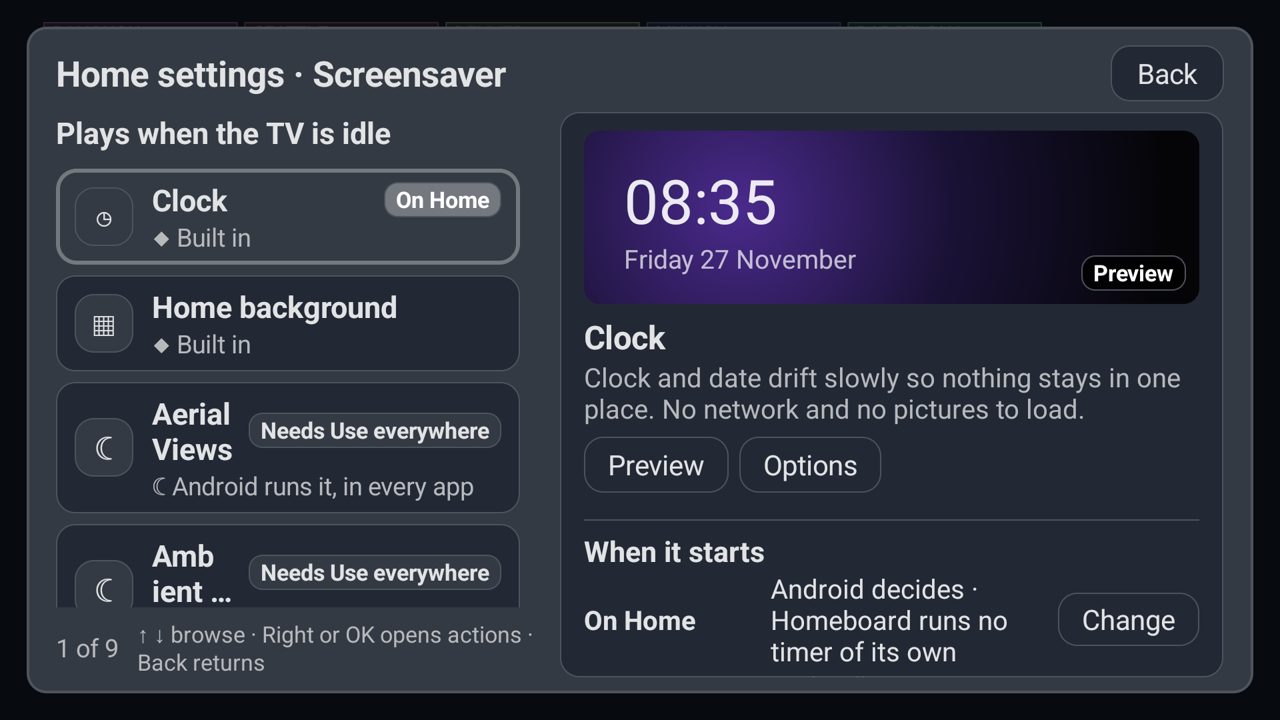 Home settings · Screensaver
Back
Plays when the TV is idle
Clock
On Home
◆ Built in
Home background
◆ Built in
Aerial
Views
Needs Use everywhere
☾ Android runs it, in every app
Amb
ient ...
Needs Use everywhere
1 of 9
↑ ↓ browse · Right or OK opens actions ·
Back returns
08:35
Friday 27 November
Preview
Clock
Clock and date drift slowly so nothing stays in one
place. No network and no pictures to load.
Preview
Options
When it starts
On Home
Android decides ·
Homeboard runs no
timer of its own
Change